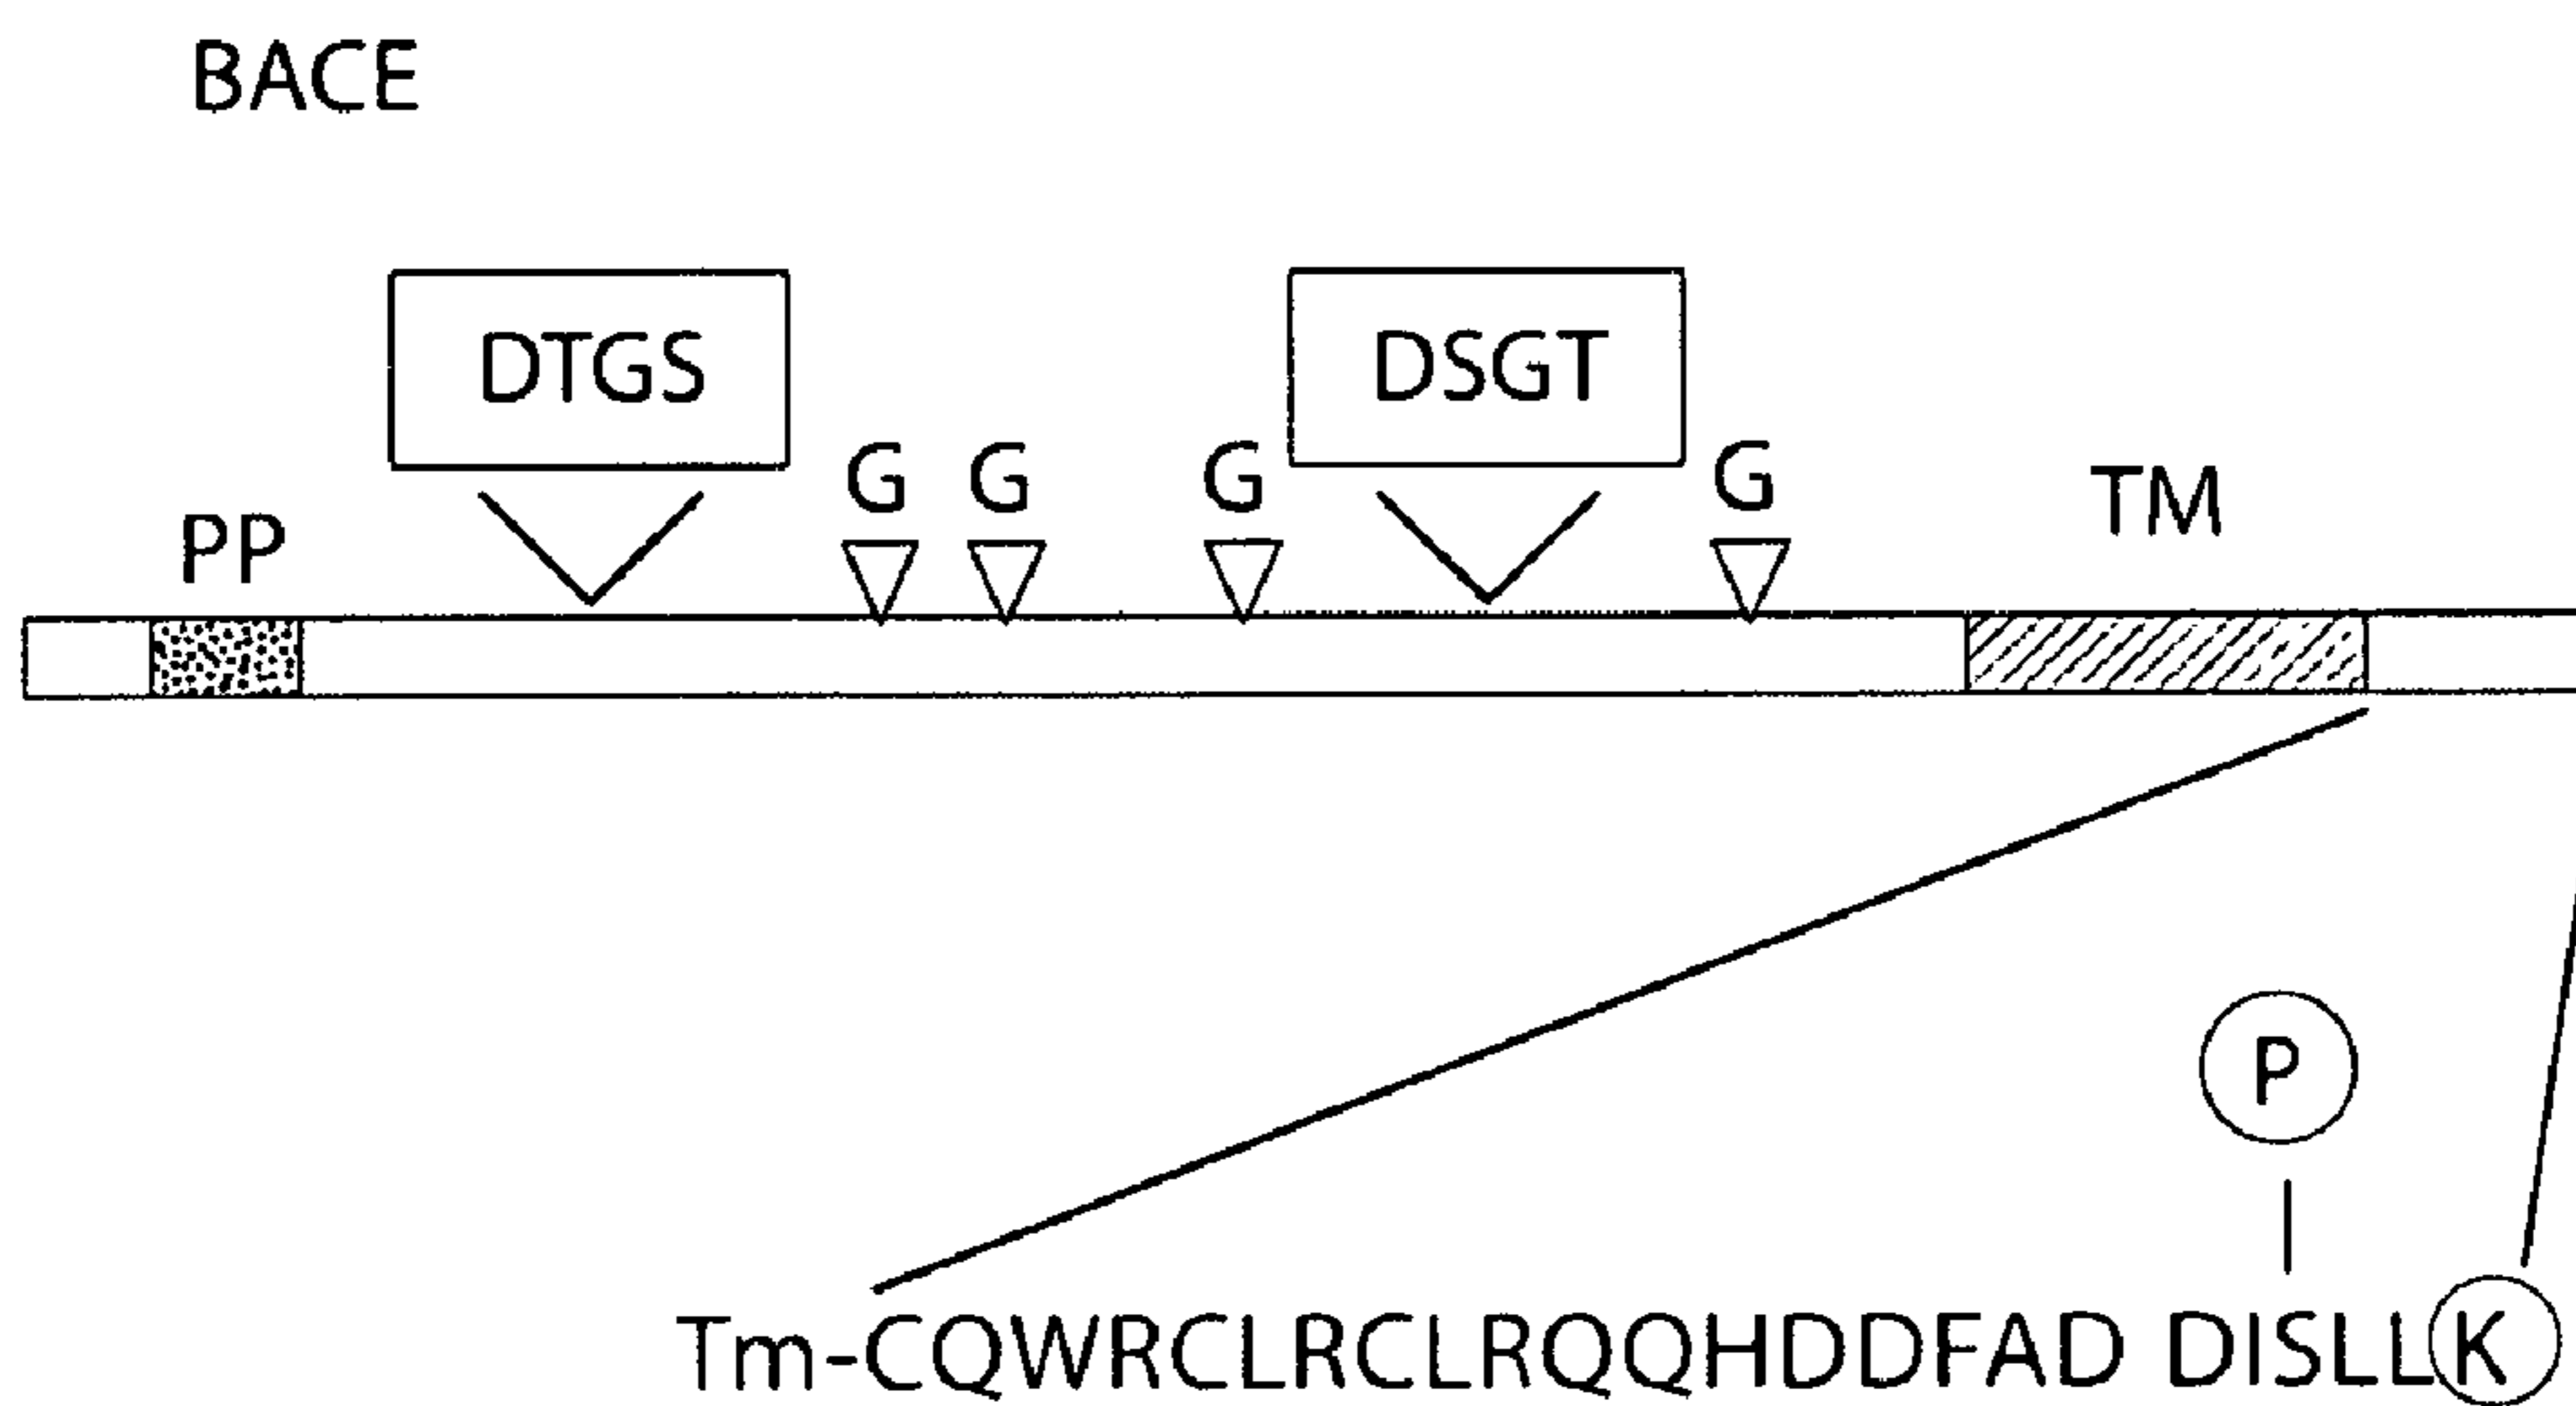 BACE
DTGS
DSGT
G G G G
PP
TM
P
Tm-CQWRCLRCLRQQHDDFAD DISLLK